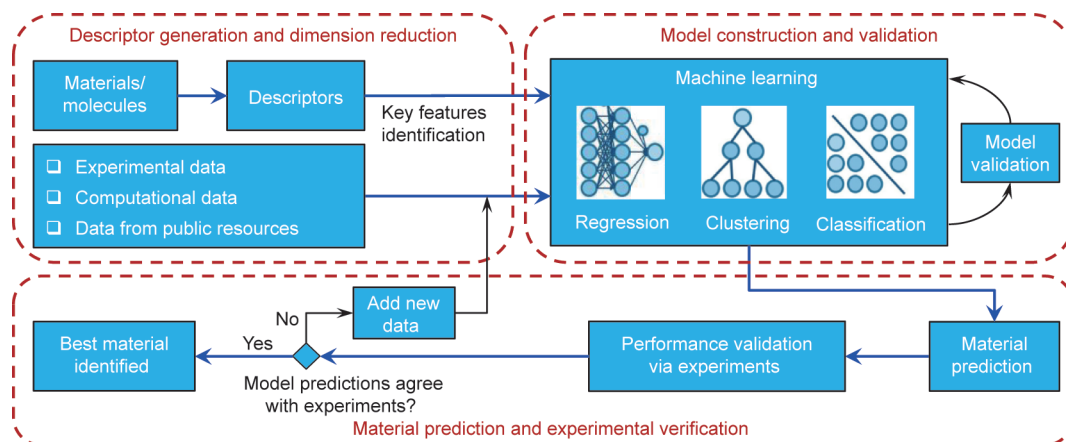 Descriptor generation and dimension reduction
Model construction and validation
Materials/
molecules
Descriptors
Key features
identification
Experimental data
Computational data
Data from public resources
Machine learning
Regression
Clustering
Classification
Model
validation
Add new
data
No
Yes
Best material
identified
Model predictions agree
with experiments?
Performance validation
via experiments
Material
prediction
Material prediction and experimental verification